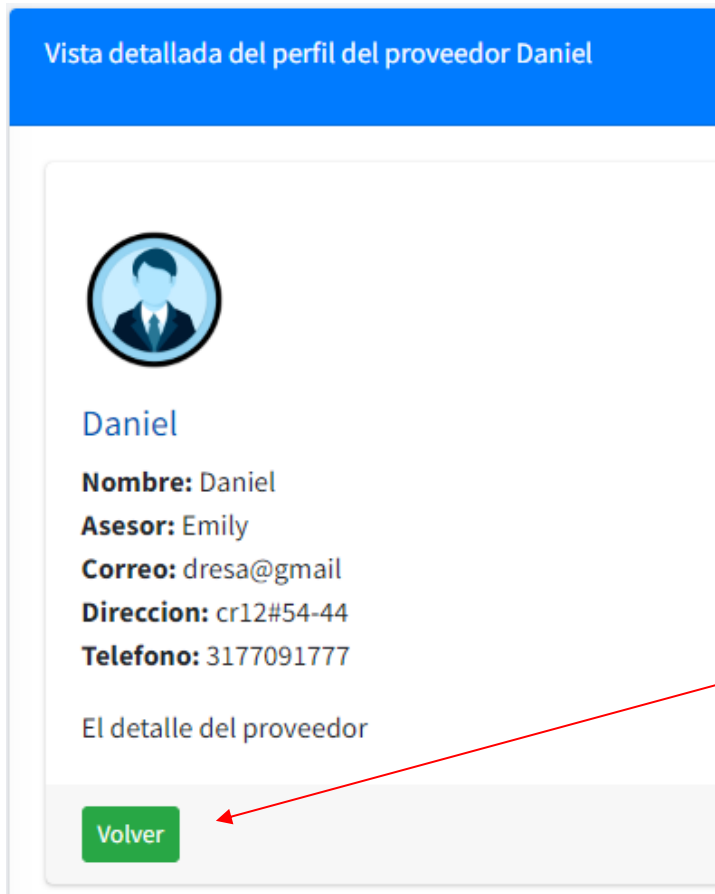 Vista detallada del perfil del proveedor Daniel
Daniel
Nombre: Daniel
Asesor: Emily
Correo: dresa@gmail
Direccion: cr12#54-44
Telefono: 3177091777
El detalle del proveedor
Volver